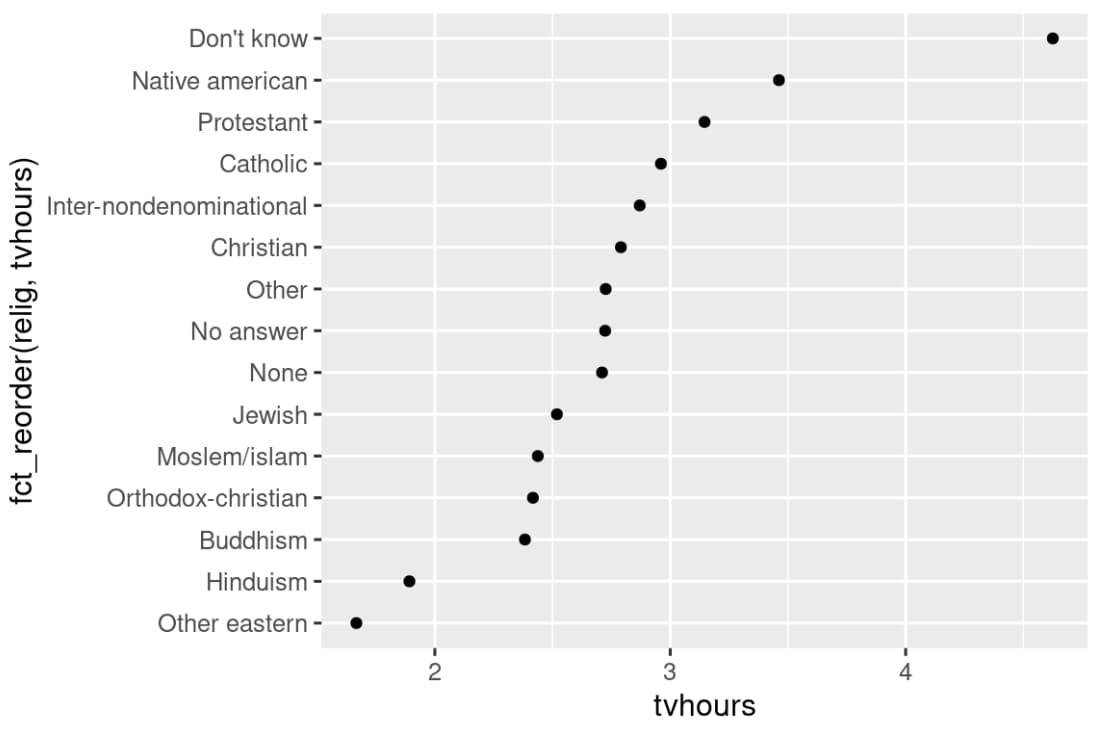 Don't know
Native american
Protestant
Catholic
Inter-nondenominational
Christian
Other
No answer
None
Jewish
Moslem/islam
Orthodox-christian
Buddhism
Hinduism
Other eastern
fct_reorder(relig, tvhours)
2 3 4
tvhours